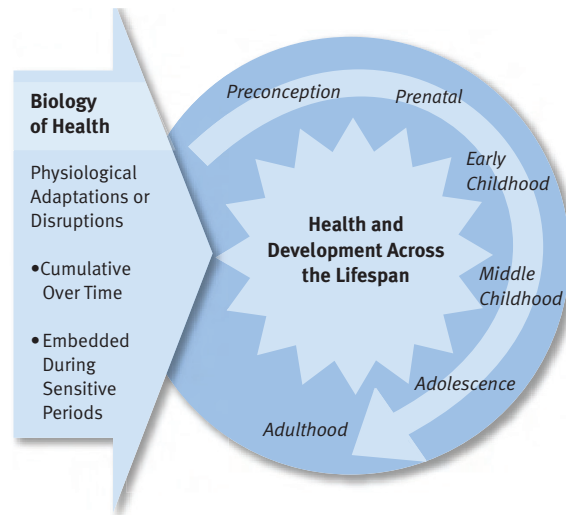 Biology
of Health
Physiological
Adaptations or
Disruptions
•Cumulative
Over Time
•Embedded
During
Sensitive
Periods
Preconception
Prenatal
Early
Childhood
Middle
Childhood
Adolescence
Adulthood
Health and
Development Across
the Lifespan